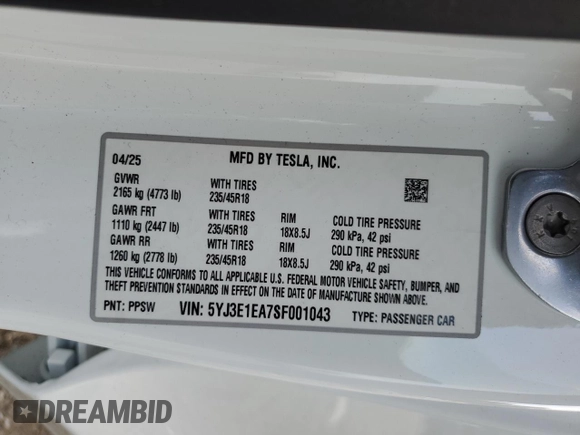 04/25 MFD BY TESLA, INC.
GVWR
2165 kg (4773 lb) WITH TIRES 235/45R18
GAWR FRT WITH TIRES RIM COLD TIRE PRESSURE
1110 kg (2447 lb) 235/45R18 18X8.5J 290 kPa, 42 psi
GAWR RR WITH TIRES RIM COLD TIRE PRESSURE
1260 kg (2778 lb) 235/45R18 18X8.5J 290 kPa, 42 psi
THIS VEHICLE CONFORMS TO ALL APPLICABLE U.S. FEDERAL MOTOR VEHICLE SAFETY, BUMPER, AND
THEFT PREVENTION STANDARDS IN EFFECT ON THE DATE OF MANUFACTURE SHOWN ABOVE.
PNT: PPSW VIN: 5YJ3E1EA7SF001043 TYPE: PASSENGER CAR
DREAMBID